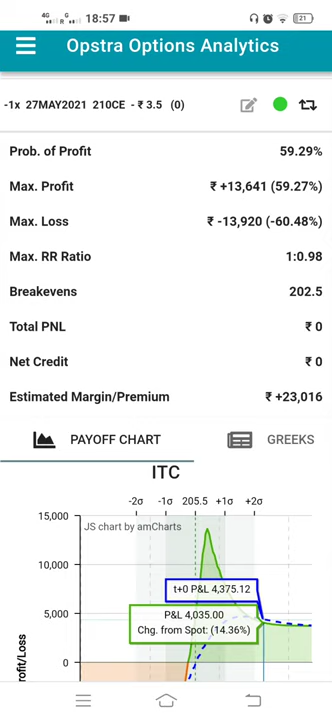 4G G R 18:57 21
Opstra Options Analytics
-1x 27MAY2021 210CE - ₹ 3.5 (0)
Prob. of Profit 59.29%
Max. Profit ₹ +13,641 (59.27%)
Max. Loss ₹ -13,920 (-60.48%)
Max. RR Ratio 1:0.98
Breakevens 202.5
Total PNL ₹ 0
Net Credit ₹ 0
Estimated Margin/Premium ₹ +23,016
PAYOFF CHART GREEKS
ITC
-2σ -1σ 205.5 +1σ +2σ
15,000
JS chart by amCharts
10,000
t+0 P&L 4,375.12
5,000
P&L 4,035.00
Chg. from Spot: (14.36%)
0
rofit/Loss